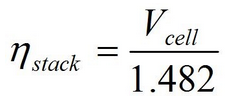 η_stack = V_cell / 1.482